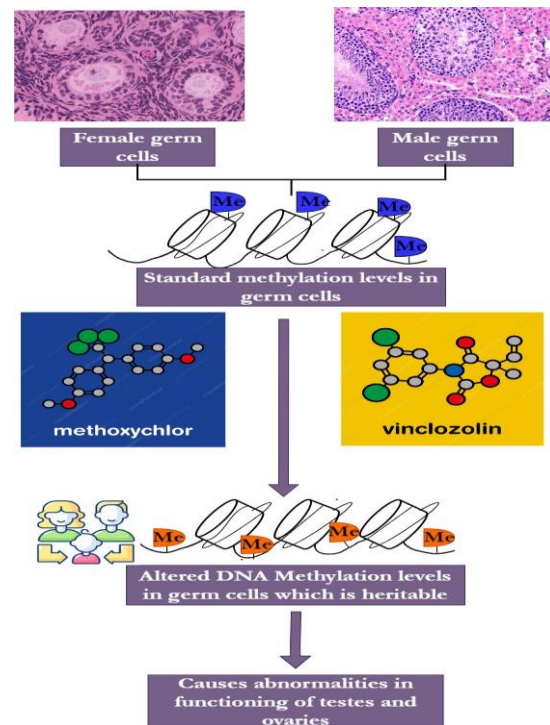 Female germ
cells
Male germ
cells
Me
Me
Me
Me
Standard methylation levels in
germ cells
methoxychlor
vinclozolin
Me
Me
Me
Me
Altered DNA Methylation levels
in germ cells which is heritable
Causes abnormalities in
functioning of testes and
ovaries